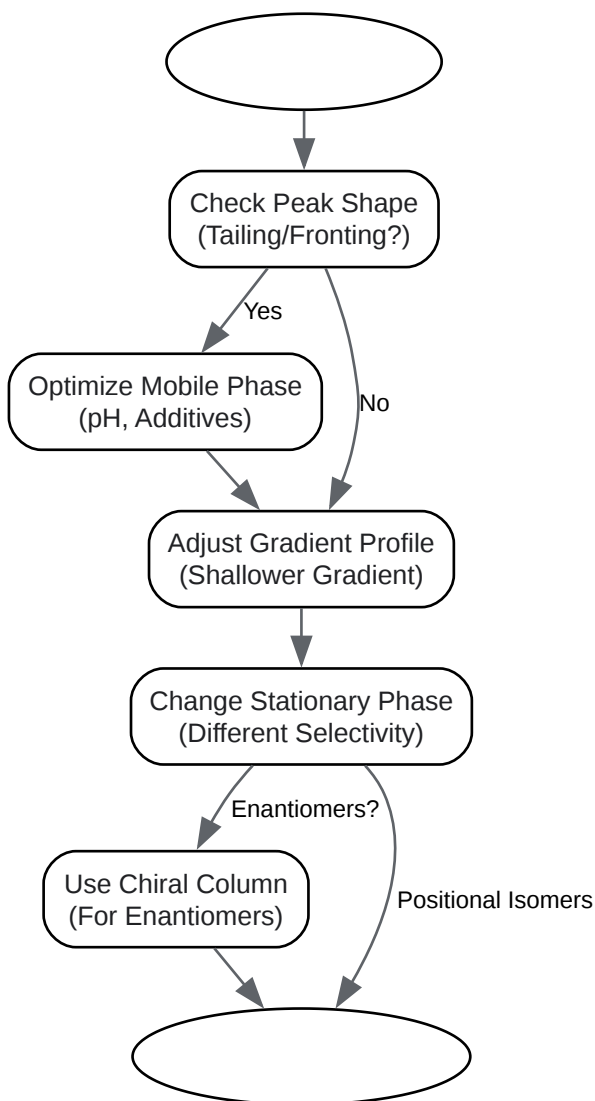 Check Peak Shape
(Tailing/Fronting?)
Yes
Optimize Mobile Phase
(pH, Additives)
No
Adjust Gradient Profile
(Shallower Gradient)
Change Stationary Phase
(Different Selectivity)
Enantiomers?
Use Chiral Column
(For Enantiomers)
Positional Isomers